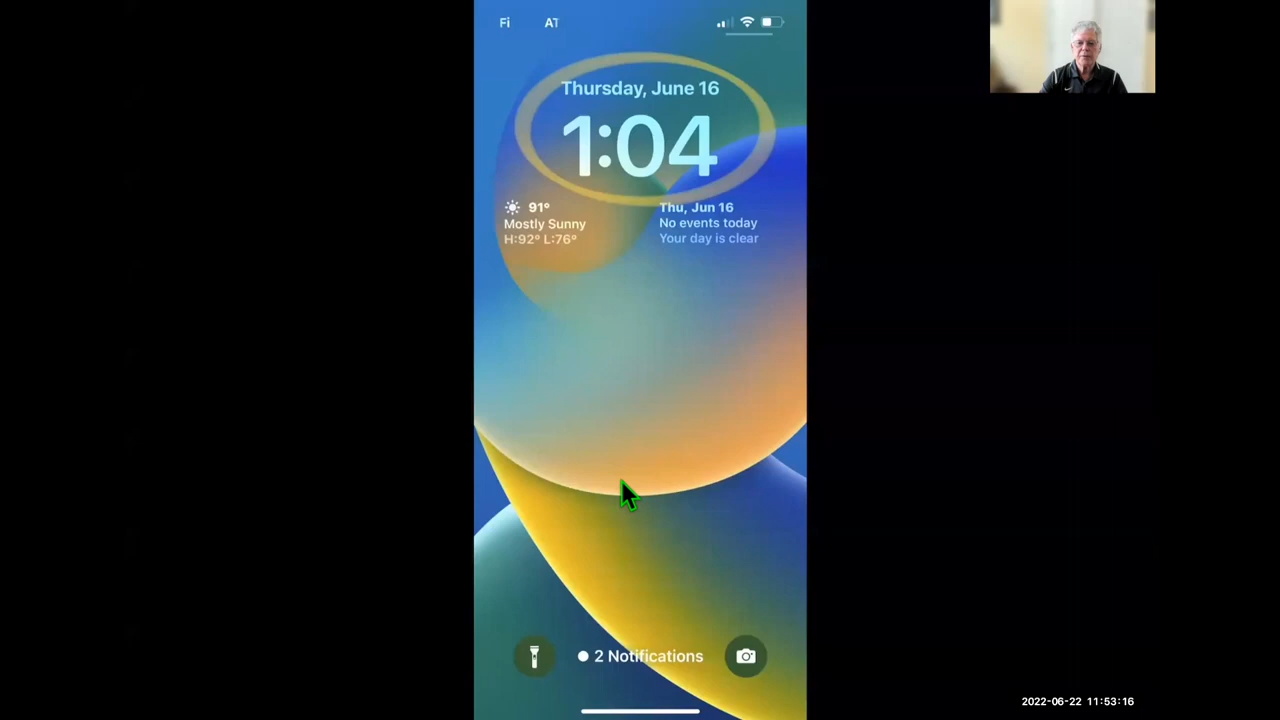 Fi AT
Thursday, June 16
1:04
91°
Mostly Sunny
H:92° L:76°
Thu, Jun 16
No events today
Your day is clear
2 Notifications
2022-06-22 11:53:16